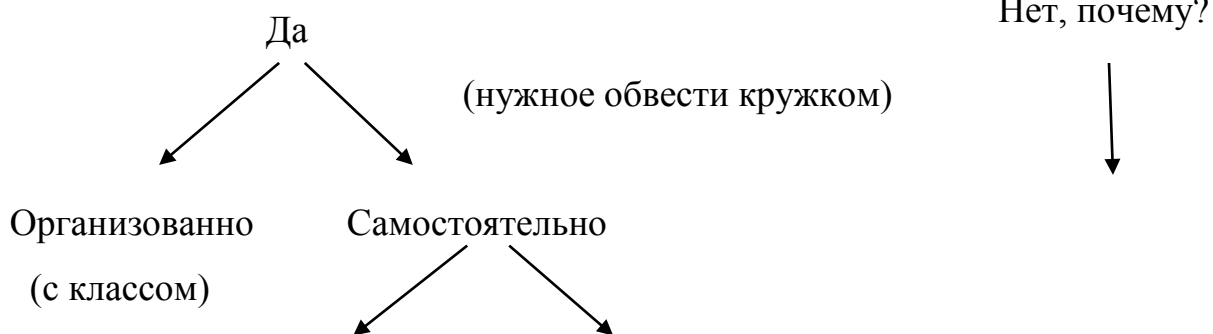 Нет, почему?
Да
(нужное обвести кружком)
Организованно
Самостоятельно
(с классом)